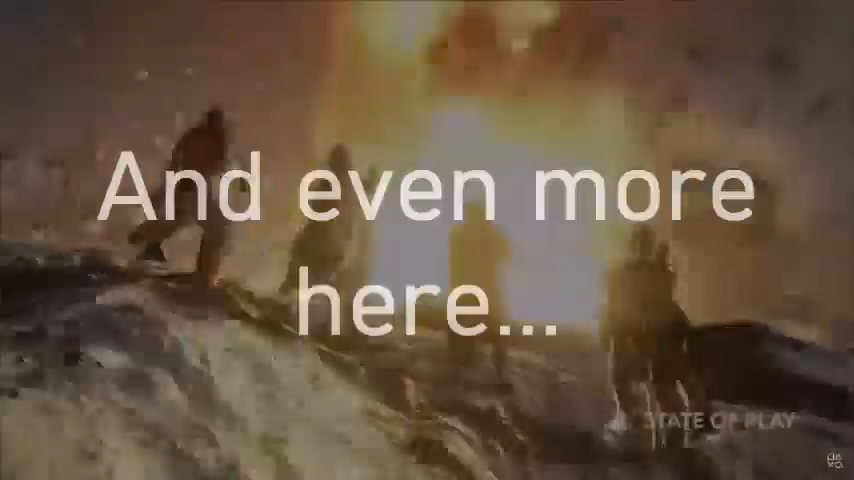 And even more
here...
STATE OF PLAY